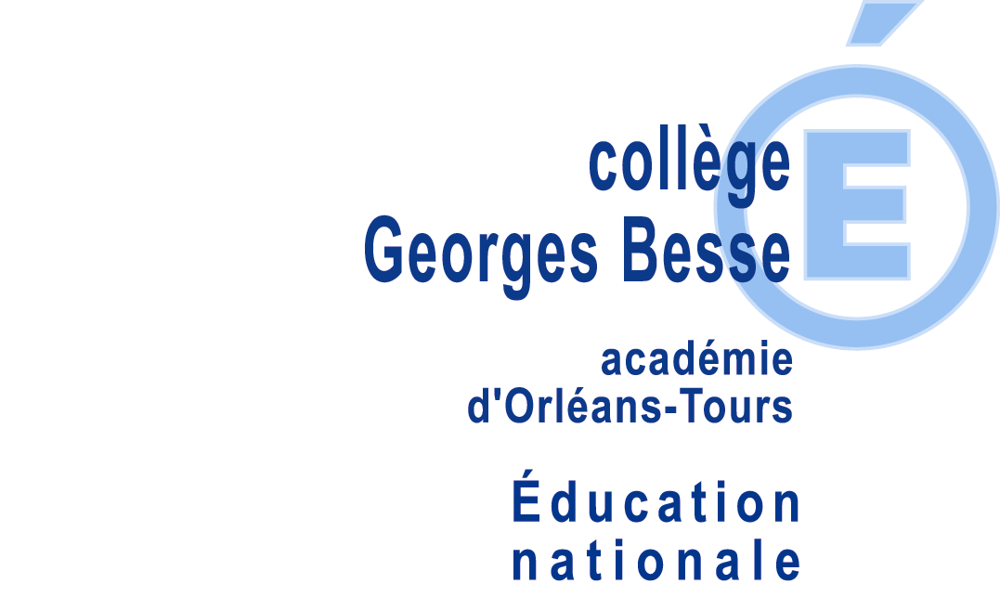 É
collège
Georges Besse
académie
d'Orléans-Tours
Éducation
nationale